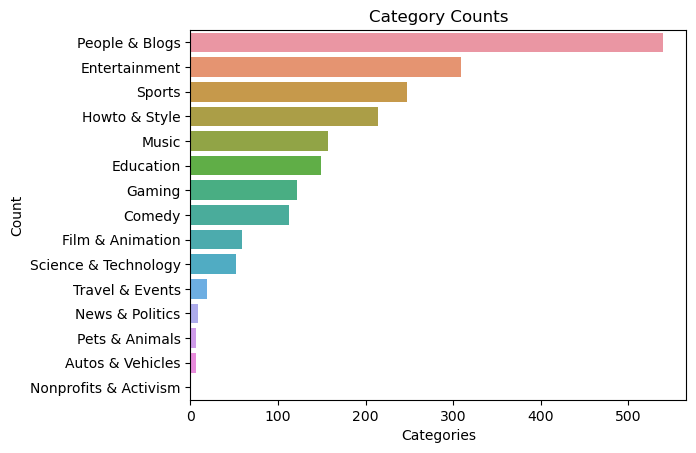 Category Counts
People & Blogs
Entertainment
Sports
Howto & Style
Music
Education
Gaming
Comedy
Film & Animation
Science & Technology
Travel & Events
News & Politics
Pets & Animals
Autos & Vehicles
Nonprofits & Activism
Count
0 100 200 300 400 500
Categories